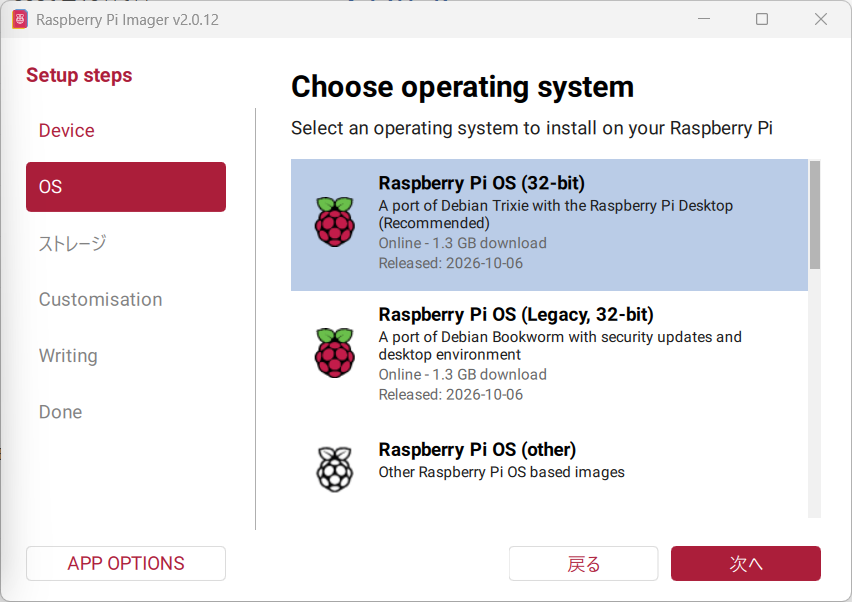 Raspberry Pi Imager v2.0.12
Setup steps
Device
OS
ストレージ
Customisation
Writing
Done
APP OPTIONS
Choose operating system
Select an operating system to install on your Raspberry Pi
Raspberry Pi OS (32-bit)
A port of Debian Trixie with the Raspberry Pi Desktop
(Recommended)
Online - 1.3 GB download
Released: 2026-10-06
Raspberry Pi OS (Legacy, 32-bit)
A port of Debian Bookworm with security updates and
desktop environment
Online - 1.3 GB download
Released: 2026-10-06
Raspberry Pi OS (other)
Other Raspberry Pi OS based images
戻る
次へ